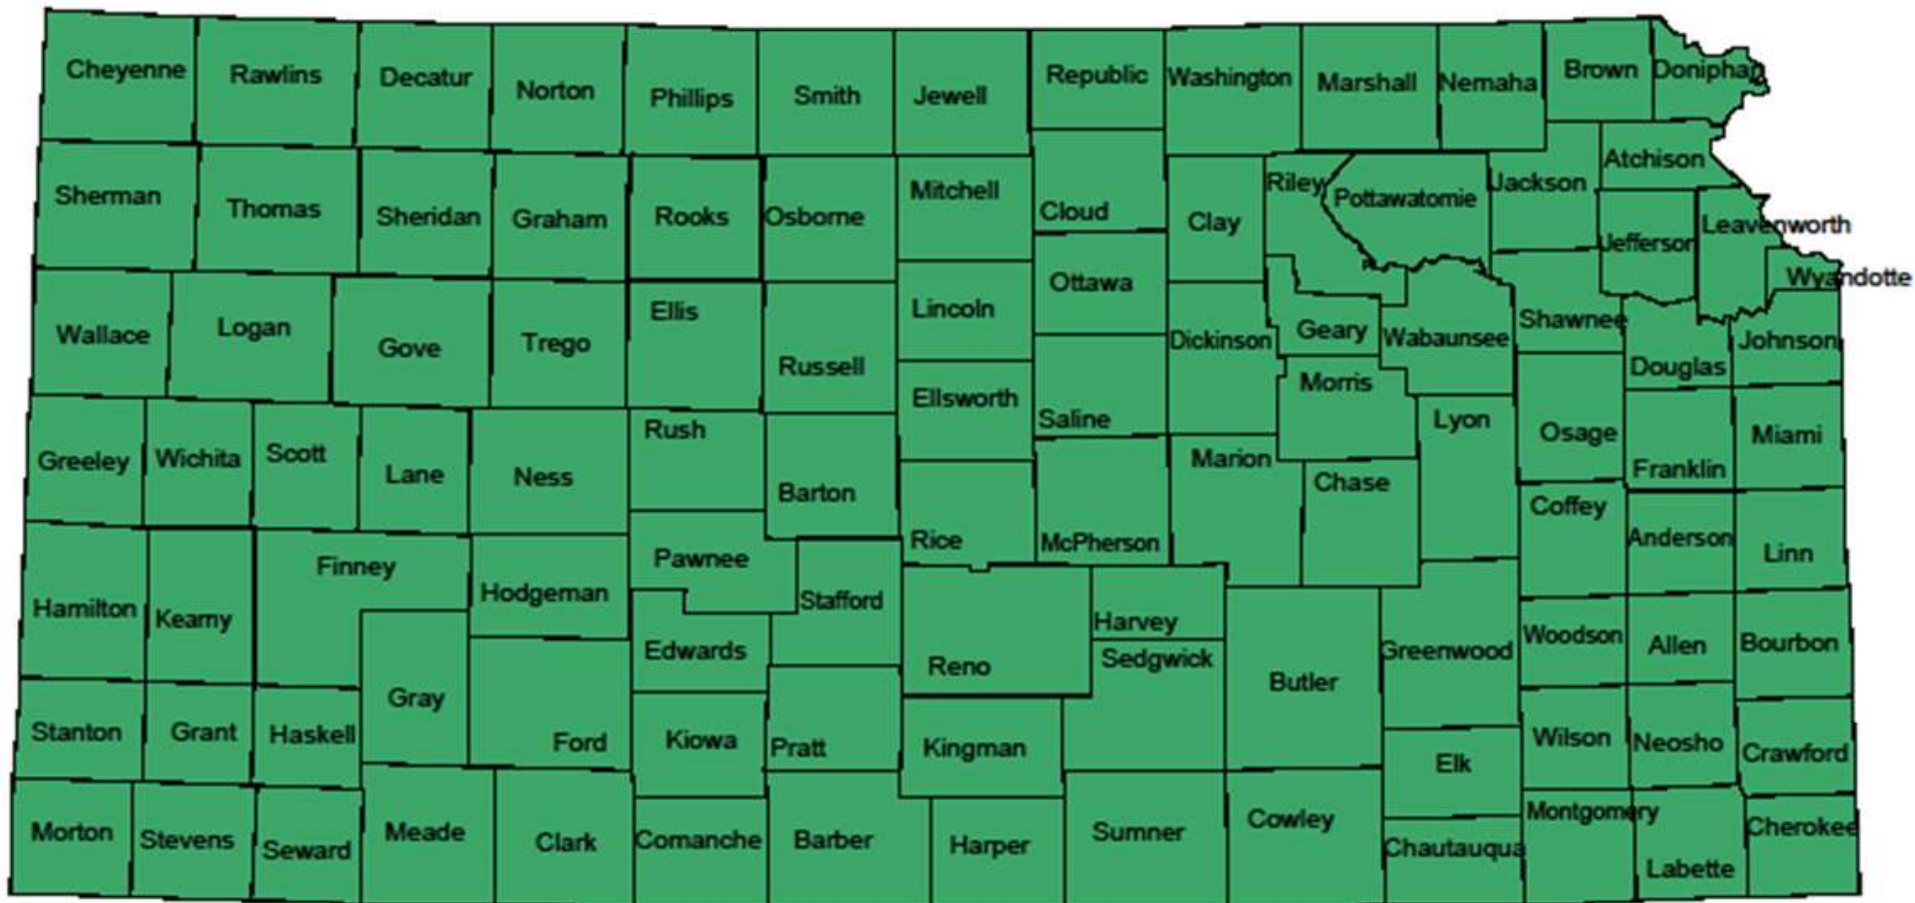 Cheyenne
Rawlins
Decatur
Norton
Phillips
Smith
Jewell
Republic
Washington
Marshall
Nemaha
Brown
Doniphan
Sherman
Thomas
Sheridan
Graham
Rooks
Osborne
Mitchell
Cloud
Clay
Riley
Pottawatomie
Jackson
Atchison
Jefferson
Leavenworth
Wyandotte
Wallace
Logan
Gove
Trego
Ellis
Russell
Lincoln
Ottawa
Dickinson
Geary
Wabaunsee
Shawnee
Douglas
Johnson
Ellsworth
Saline
Morris
Lyon
Osage
Franklin
Miami
Greeley
Wichita
Scott
Lane
Ness
Rush
Barton
Rice
McPherson
Marion
Chase
Coffey
Anderson
Linn
Hamilton
Kearny
Finney
Hodgeman
Pawnee
Stafford
Edwards
Reno
Harvey
Sedgwick
Butler
Greenwood
Woodson
Allen
Bourbon
Stanton
Grant
Haskell
Gray
Ford
Kiowa
Pratt
Kingman
Elk
Wilson
Neosho
Crawford
Morton
Stevens
Seward
Meade
Clark
Comanche
Barber
Harper
Sumner
Cowley
Chautauqua
Montgomery
Labette
Cherokee